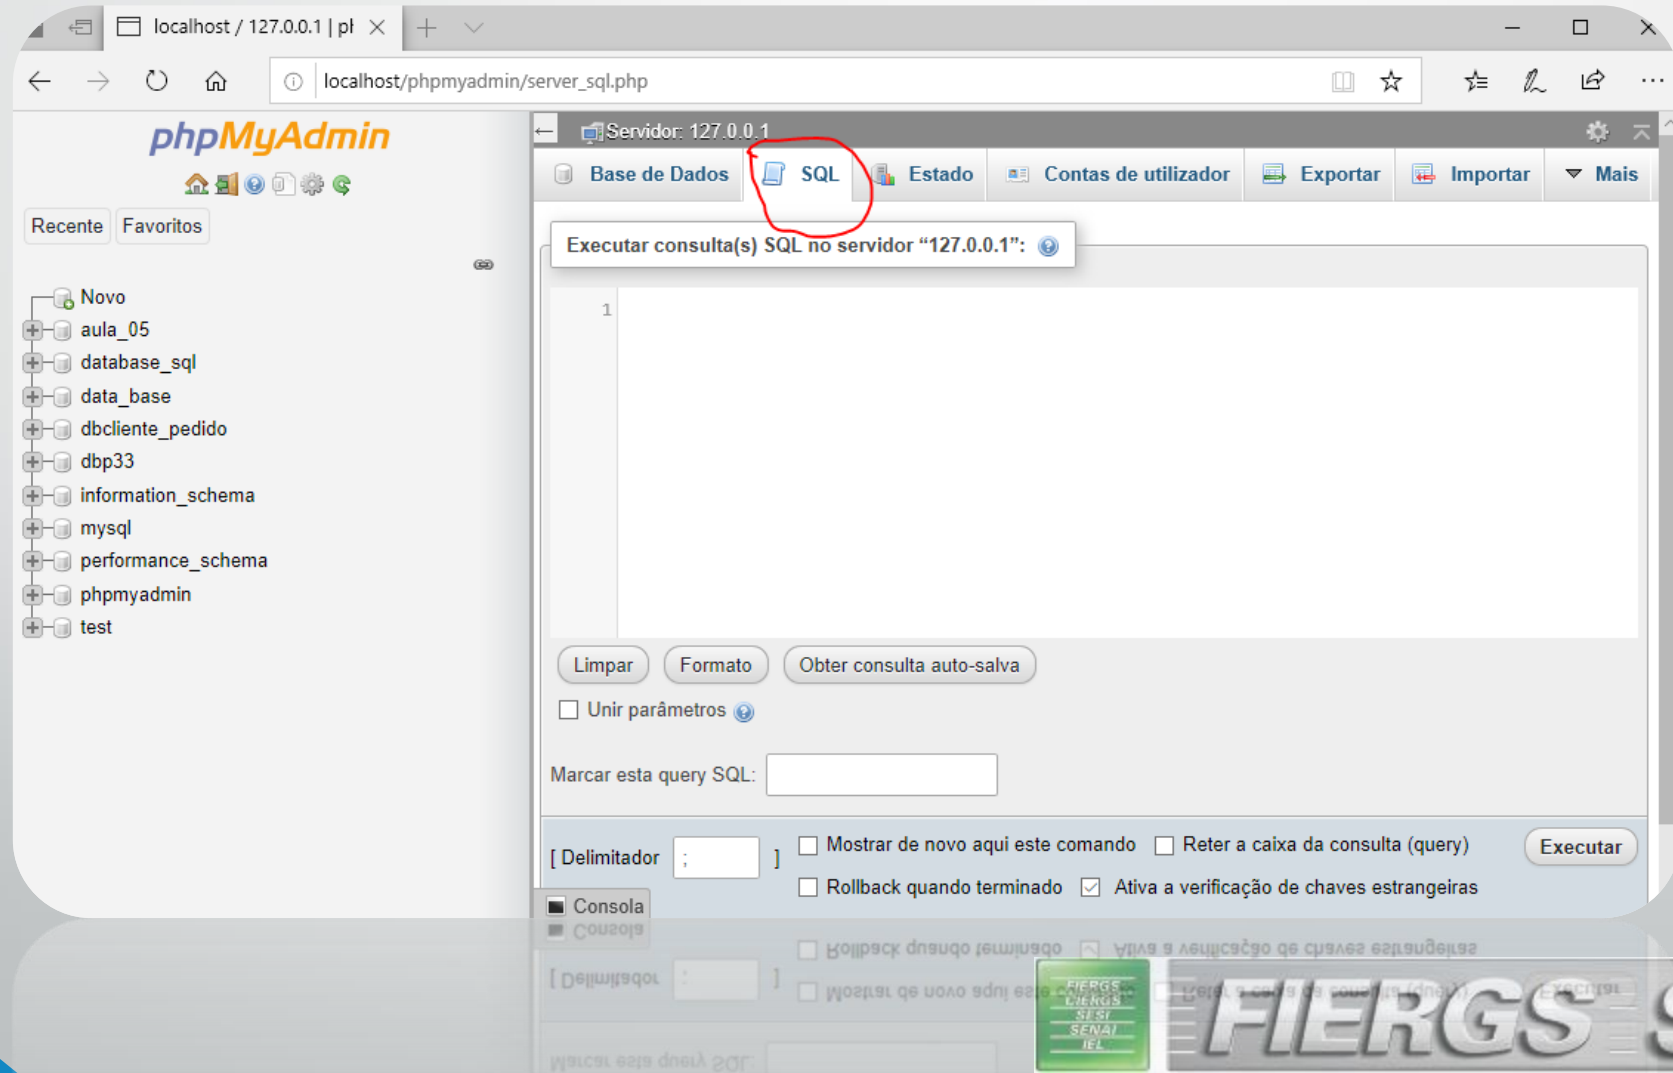 localhost / 127.0.0.1 | pl
localhost/phpmyadmin/server_sql.php
phpMyAdmin
Recente Favoritos
Novo
aula_05
database_sql
data_base
dbcliente_pedido
dbp33
information_schema
mysql
performance_schema
phpmyadmin
test
Servidor: 127.0.0.1
Base de Dados SQL Estado Contas de utilizador Exportar Importar Mais
Executar consulta(s) SQL no servidor “127.0.0.1”:
1
Limpar Formato Obter consulta auto-salva
Unir parâmetros
Marcar esta query SQL:
[ Delimitador ; ] Mostrar de novo aqui este comando Reter a caixa da consulta (query) Executar
Rollback quando terminado Ativa a verificação de chaves estrangeiras
Consola
FIERGS
CIERGS
SESI
SENAI
IEL
FIERGS S